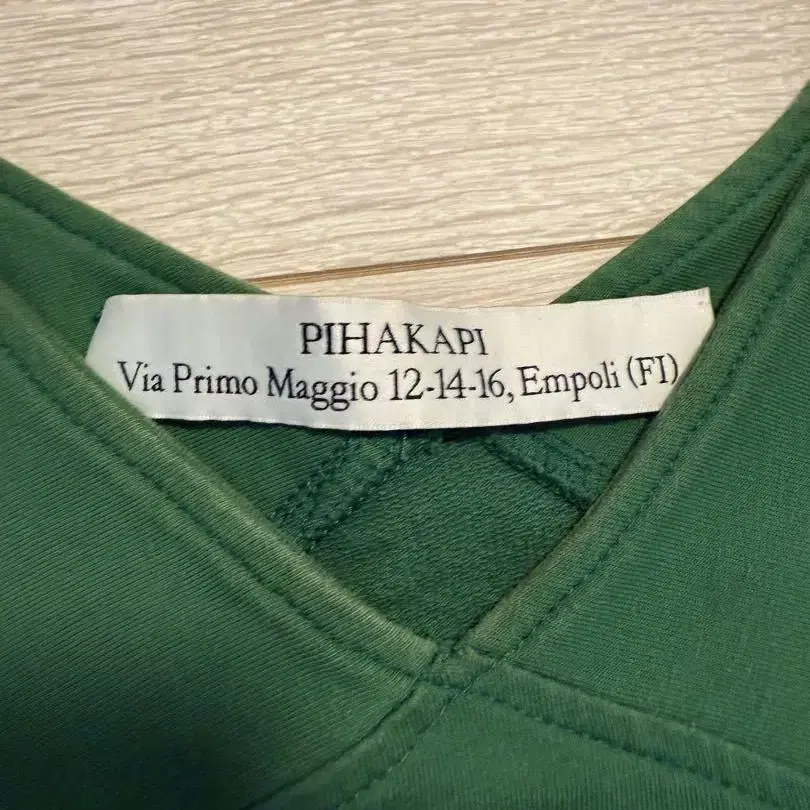 PIHAKAPI
Via Primo Maggio 12-14-16, Empoli (FI)